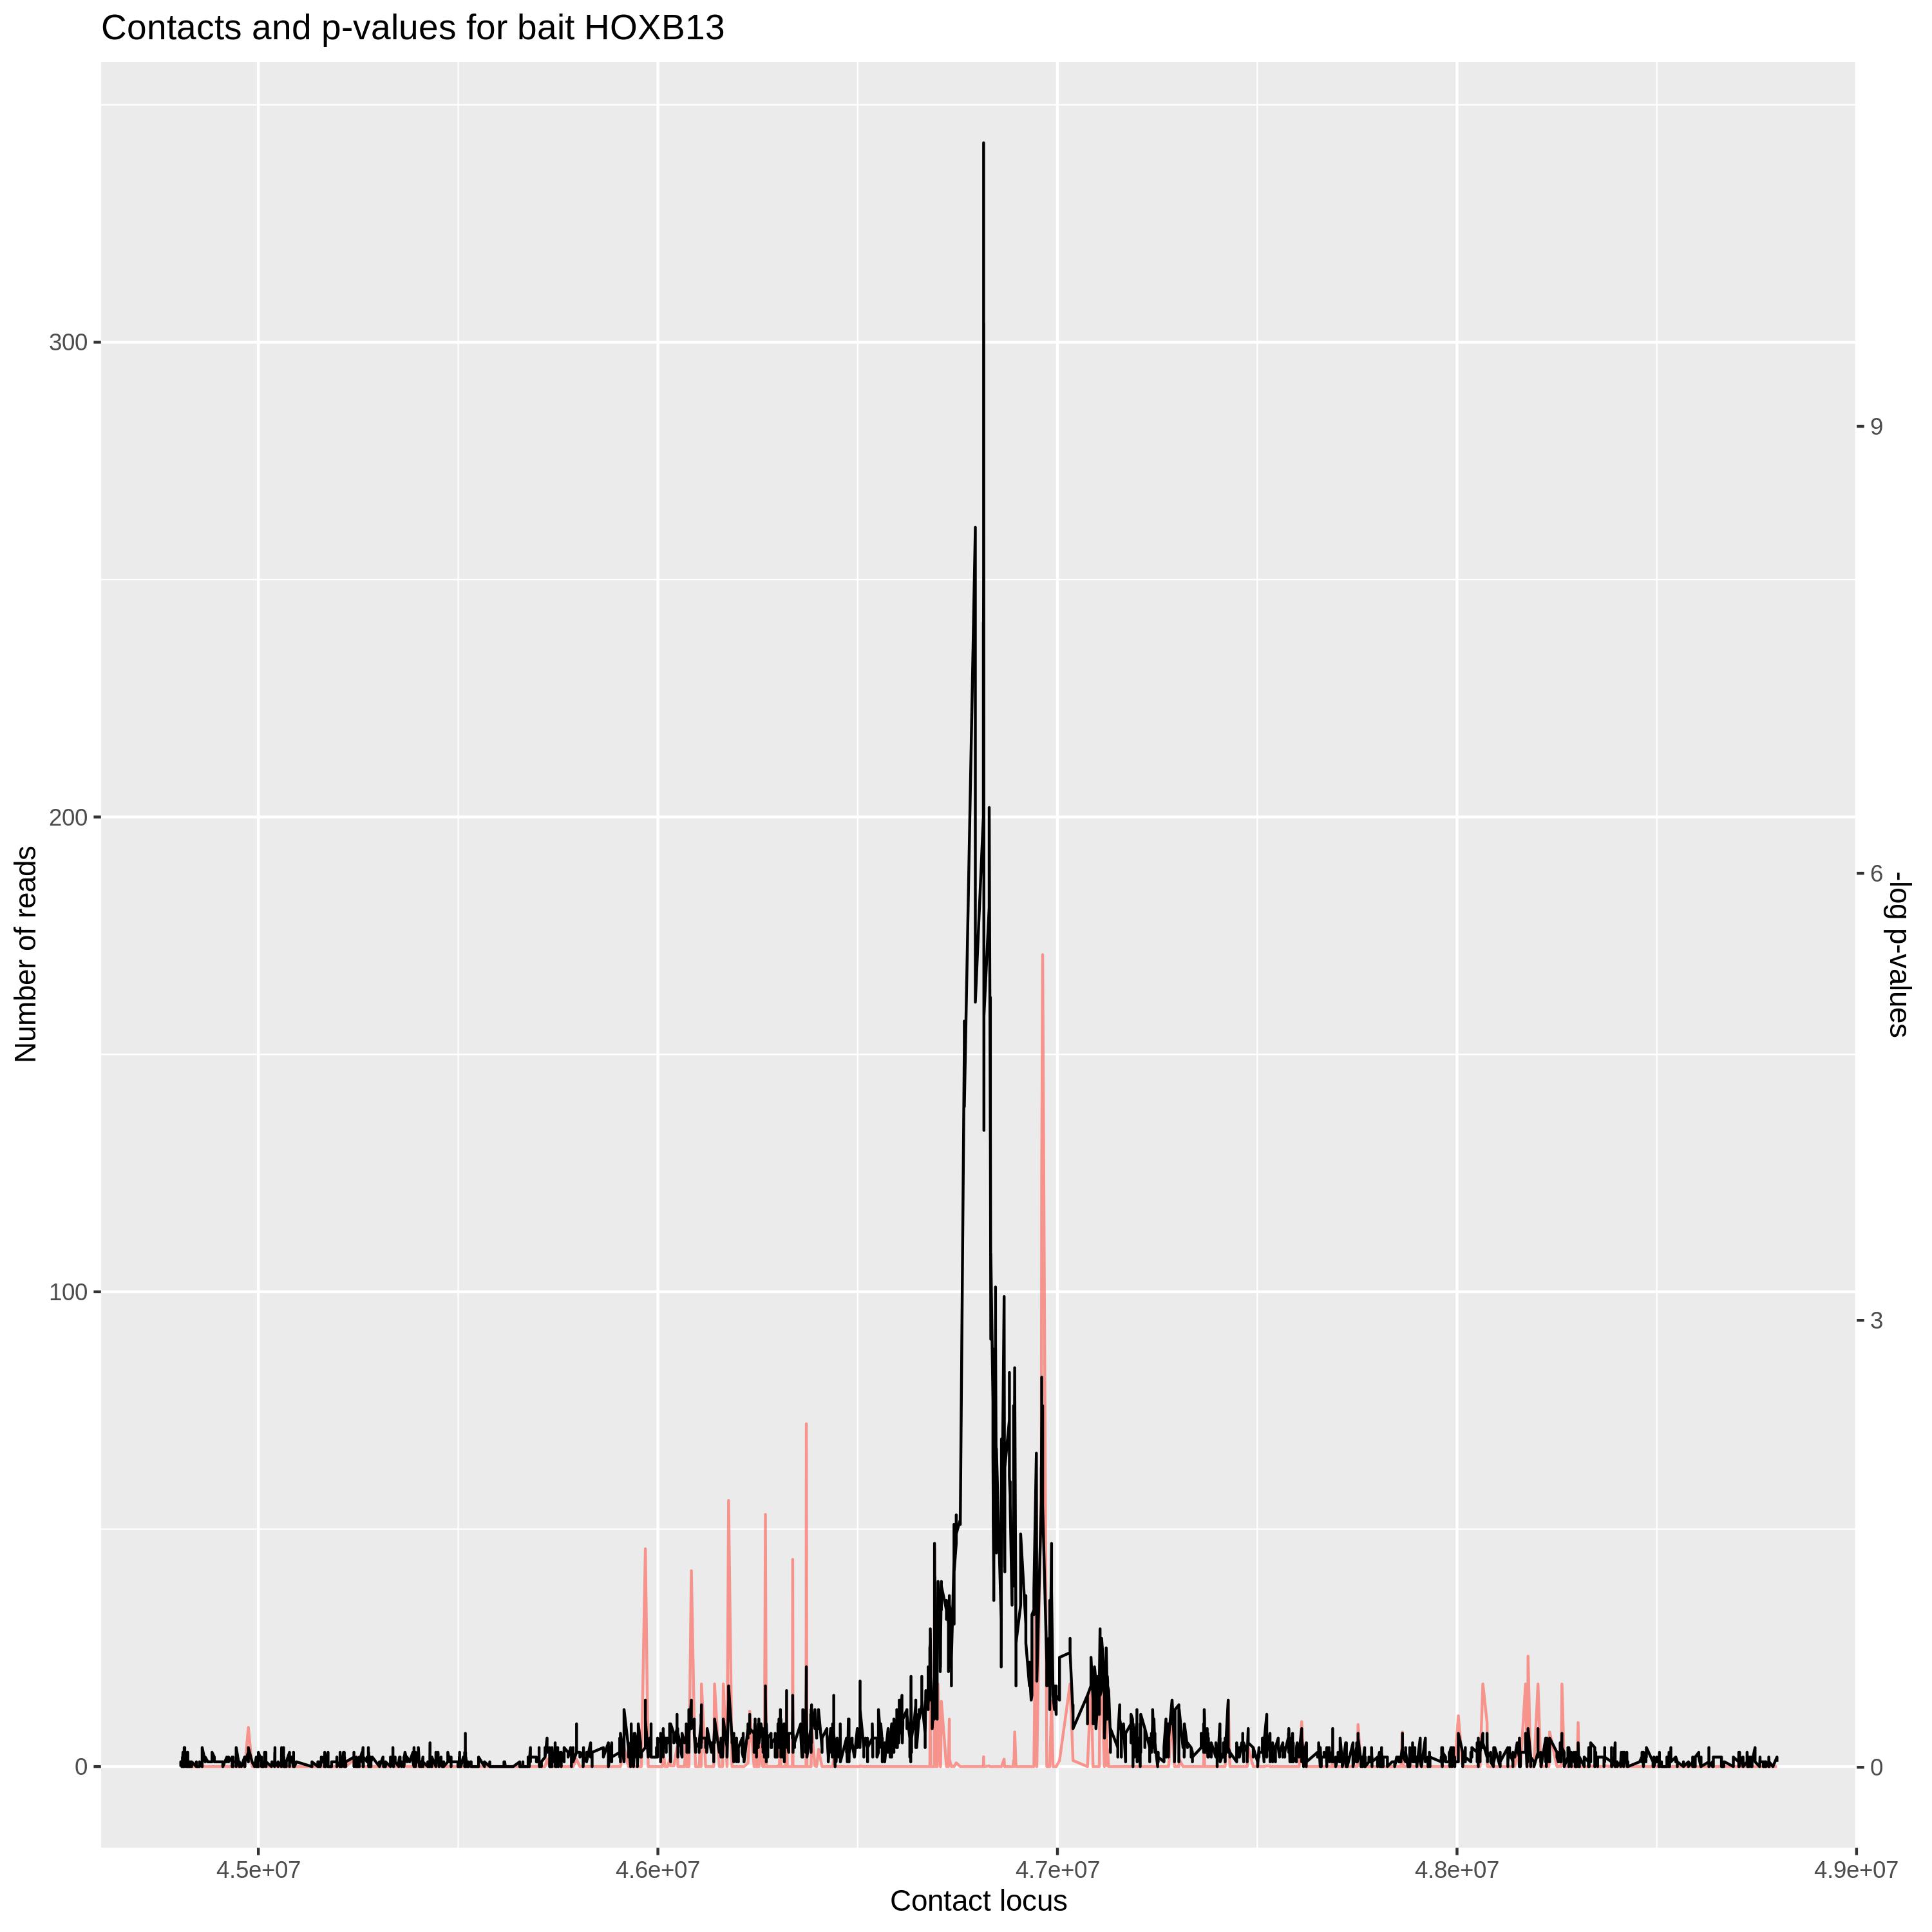 Contacts and p-values for bait HOXB13
Number of reads
300
200
100
0
9
6
3
0
-log p-values
4.5e+07
4.6e+07
4.7e+07
4.8e+07
4.9e+07
Contact locus